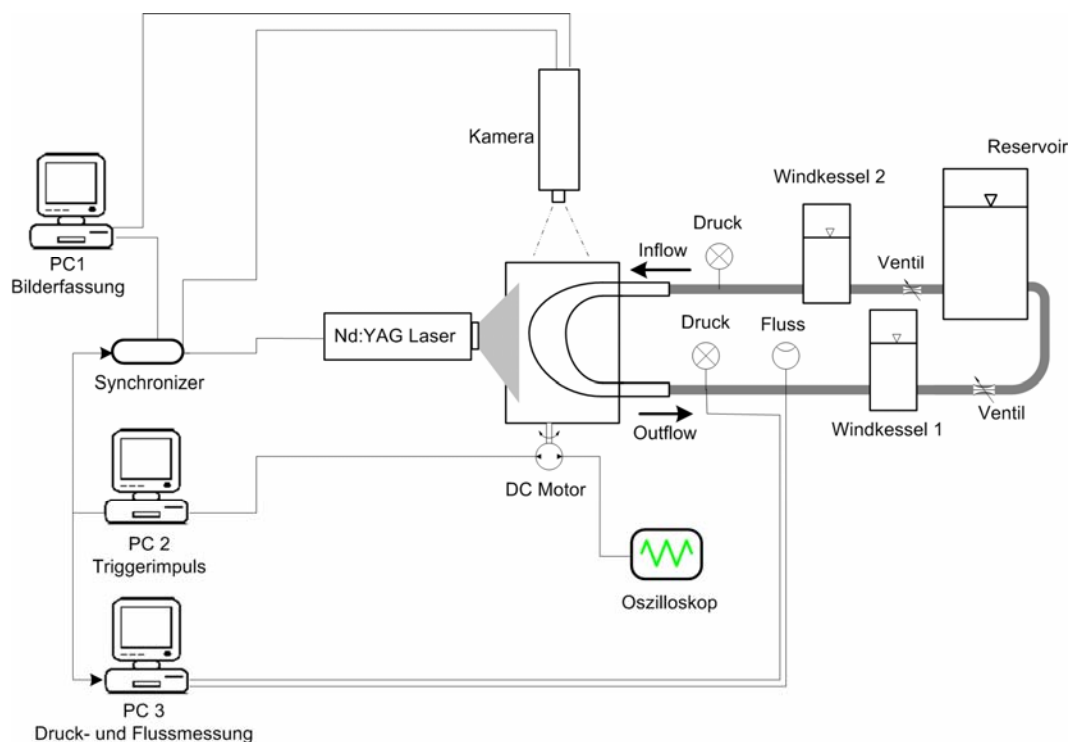 Kamera
Reservoir
Windkessel 2
Druck
Inflow
Ventil
PC1
Bilderfassung
Nd:YAG Laser
Druck
Fluss
Synchronizer
Ventil
Outflow
Windkessel 1
DC Motor
PC 2
Triggerimpuls
Oszilloskop
PC 3
Druck- und Flussmessung